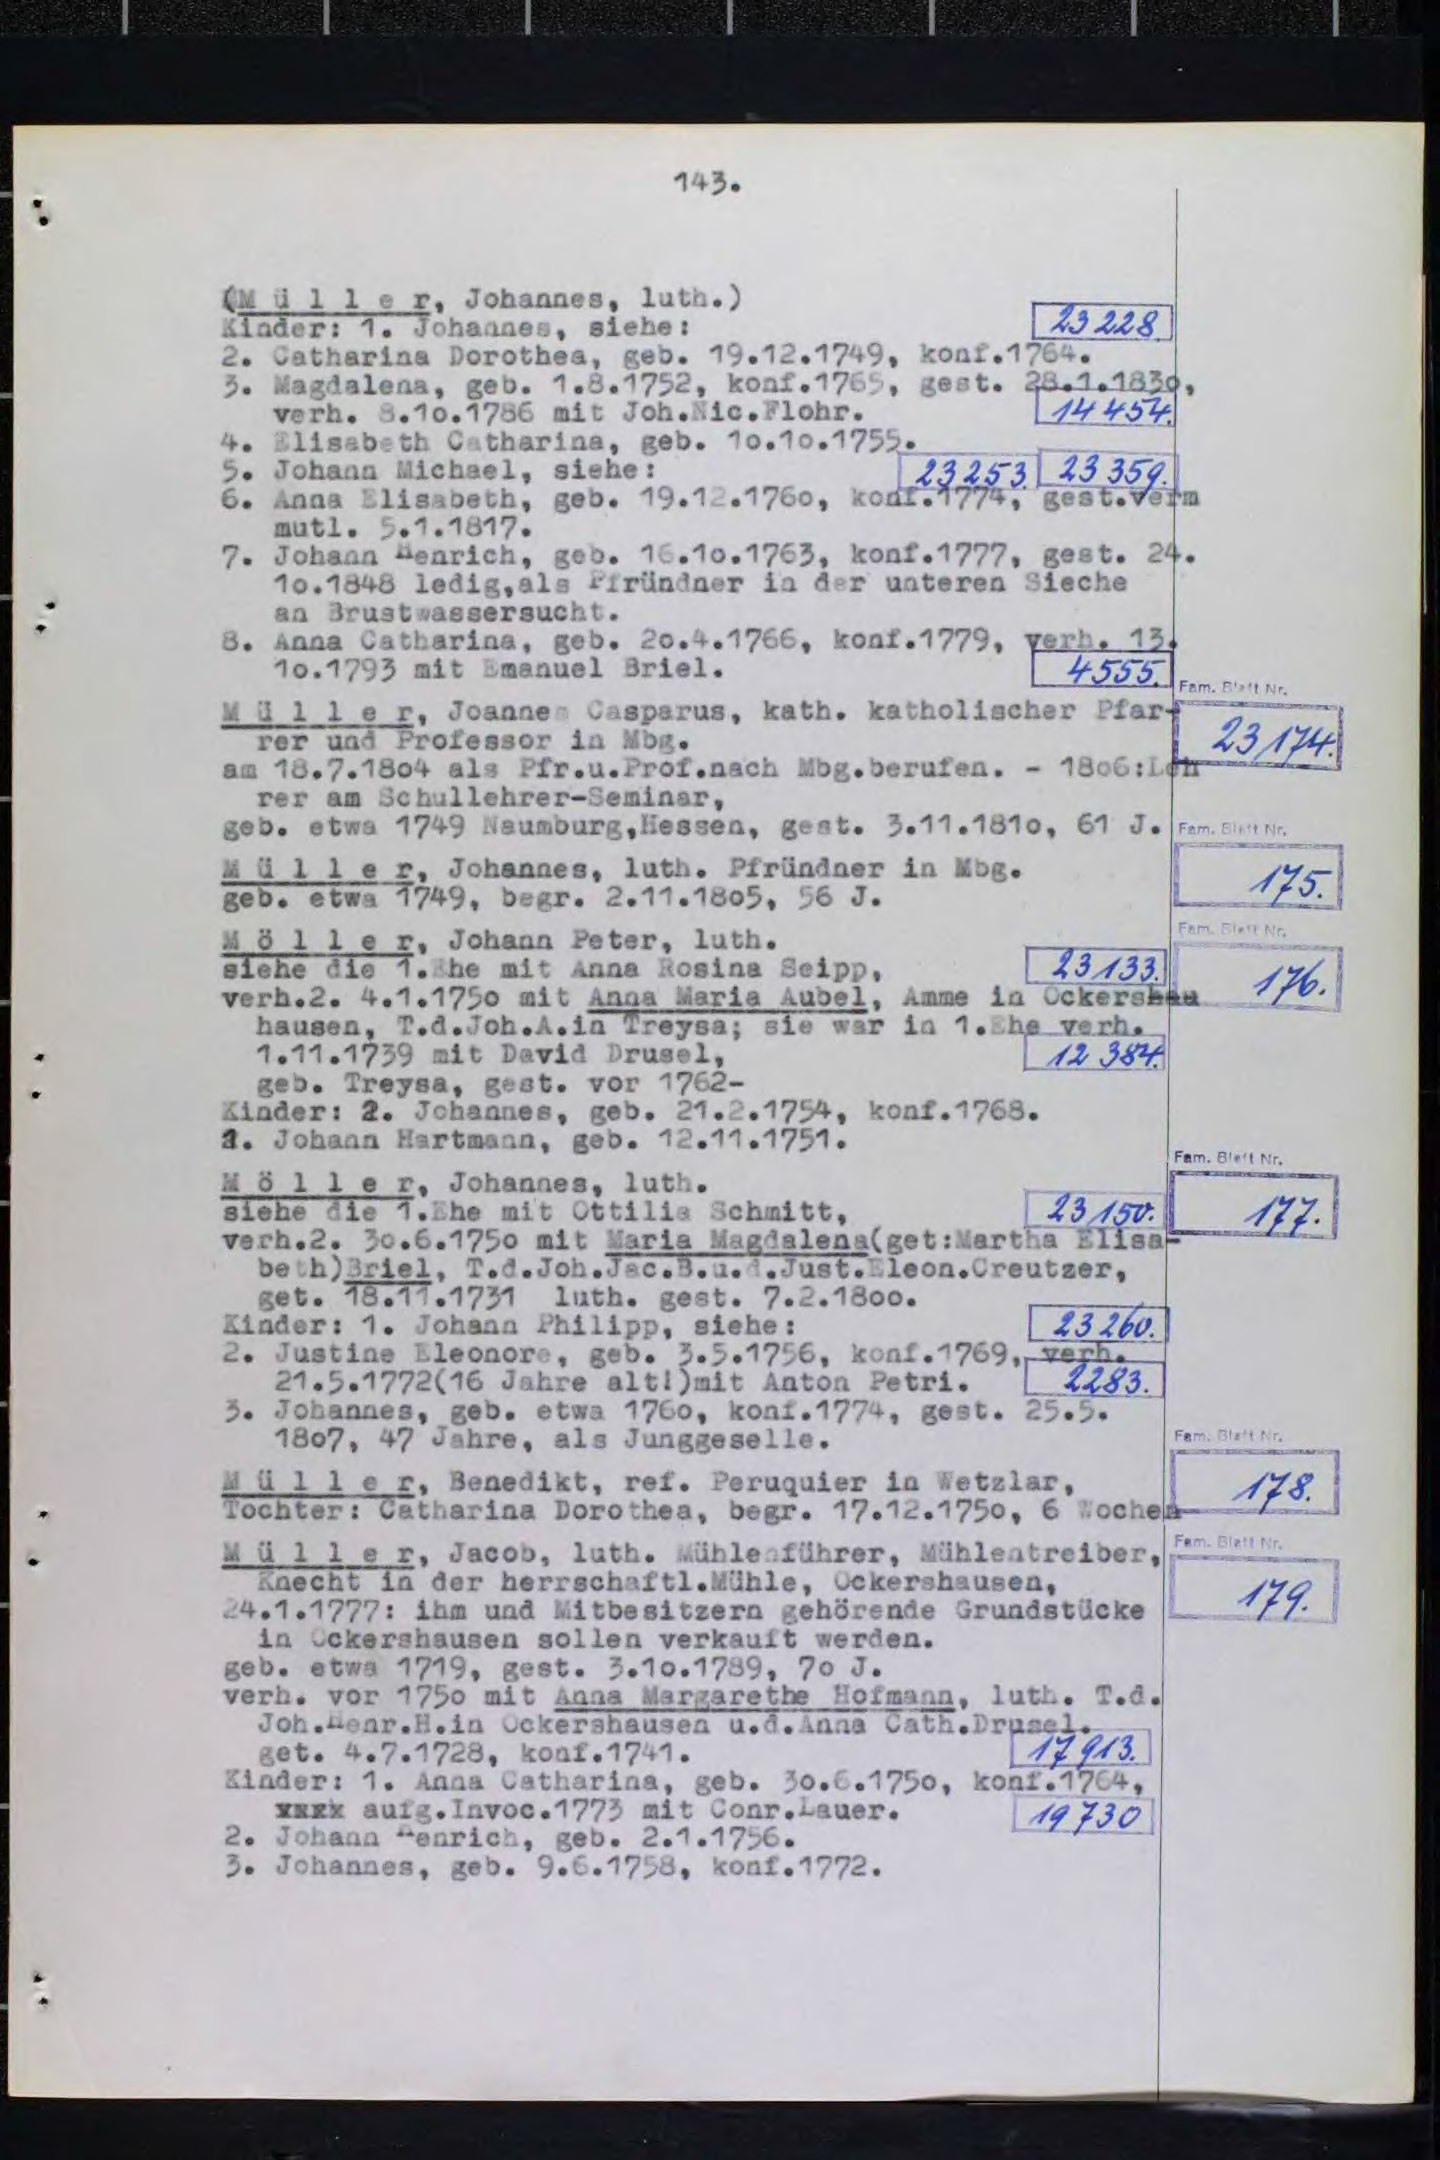 143.
(M ü l l e r, Johannes, luth.)
Kinder: 1. Johannes, siehe: 23 228.
2. Catharina Dorothea, geb. 19.12.1749, konf.1764.
3. Magdalena, geb. 1.8.1752, konf.1765, gest. 28.1.1830,
verh. 8.10.1786 mit Joh.Nic.Flohr. 14 454.
4. Elisabeth Catharina, geb. 10.10.1755.
5. Johann Michael, siehe: 23 253. 23 359.
6. Anna Elisabeth, geb. 19.12.1760, konf.1774, gest.verm
mutl. 5.1.1817.
7. Johann Henrich, geb. 16.10.1763, konf.1777, gest. 24.
10.1848 ledig,als Pfründner in der unteren Sieche
an Brustwassersucht.
8. Anna Catharina, geb. 20.4.1766, konf.1779, verh. 13.
10.1793 mit Emanuel Briel. 4555.
Fam. Blatt Nr.
M ü l l e r, Joannes Casparus, kath. katholischer Pfar-
rer und Professor in Mbg. 23 174.
am 18.7.1804 als Pfr.u.Prof.nach Mbg.berufen. - 1806:Leh
rer am Schullehrer-Seminar,
geb. etwa 1749 Naumburg,Hessen, gest. 3.11.1810, 61 J.
Fam. Blatt Nr.
M ü l l e r, Johannes, luth. Pfründner in Mbg. 175.
geb. etwa 1749, begr. 2.11.1805, 56 J.
Fam. Blatt Nr.
M ö l l e r, Johann Peter, luth.
siehe die 1.Ehe mit Anna Rosina Seipp, 23 133. 176.
verh.2. 4.1.1750 mit Anna Maria Aubel, Amme in Ockershau
hausen, T.d.Joh.A.in Treysa; sie war in 1.Ehe verh.
1.11.1739 mit David Drusel, 12 384.
geb. Treysa, gest. vor 1762-
Kinder: 2. Johannes, geb. 21.2.1754, konf.1768.
1. Johann Hartmann, geb. 12.11.1751.
Fam. Blatt Nr.
M ö l l e r, Johannes, luth.
siehe die 1.Ehe mit Ottilia Schmitt, 23 150. 177.
verh.2. 30.6.1750 mit Maria Magdalena(get:Martha Elisa-
beth)Briel, T.d.Joh.Jac.B.u.d.Just.Eleon.Creutzer,
get. 18.11.1731 luth. gest. 7.2.1800.
Kinder: 1. Johann Philipp, siehe: 23 260.
2. Justine Eleonore, geb. 3.5.1756, konf.1769, verh.
21.5.1772(16 Jahre alt!)mit Anton Petri. 2283.
3. Johannes, geb. etwa 1760, konf.1774, gest. 25.5.
1807, 47 Jahre, als Junggeselle.
Fam. Blatt Nr.
M ü l l e r, Benedikt, ref. Peruquier in Wetzlar, 178.
Tochter: Catharina Dorothea, begr. 17.12.1750, 6 Wochen
Fam. Blatt Nr.
M ü l l e r, Jacob, luth. Mühlenführer, Mühlentreiber,
Knecht in der herrschaftl.Mühle, Ockershausen, 179.
24.1.1777: ihm und Mitbesitzern gehörende Grundstücke
in Ockershausen sollen verkauft werden.
geb. etwa 1719, gest. 3.10.1789, 70 J.
verh. vor 1750 mit Anna Margarethe Hofmann, luth. T.d.
Joh.Henr.H.in Ockershausen u.d.Anna Cath.Drusel.
get. 4.7.1728, konf.1741. 17 913.
Kinder: 1. Anna Catharina, geb. 30.6.1750, konf.1764,
aufg.Invoc.1773 mit Conr.Lauer. 19 730
2. Johann Henrich, geb. 2.1.1756.
3. Johannes, geb. 9.6.1758, konf.1772.